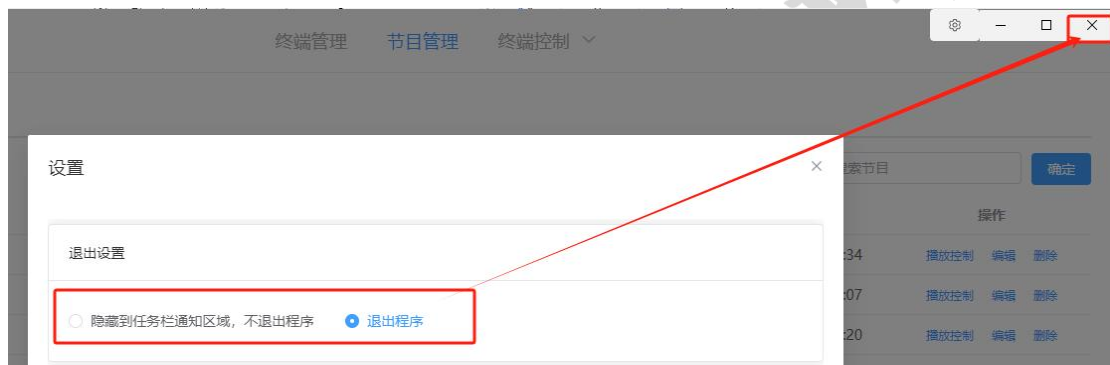 终端管理 节目管理 终端控制
设置
搜索节目 确定
操作
退出设置
:34 播放控制 编辑 删除
:07 播放控制 编辑 删除
隐藏到任务栏通知区域，不退出程序 退出程序
:20 播放控制 编辑 删除